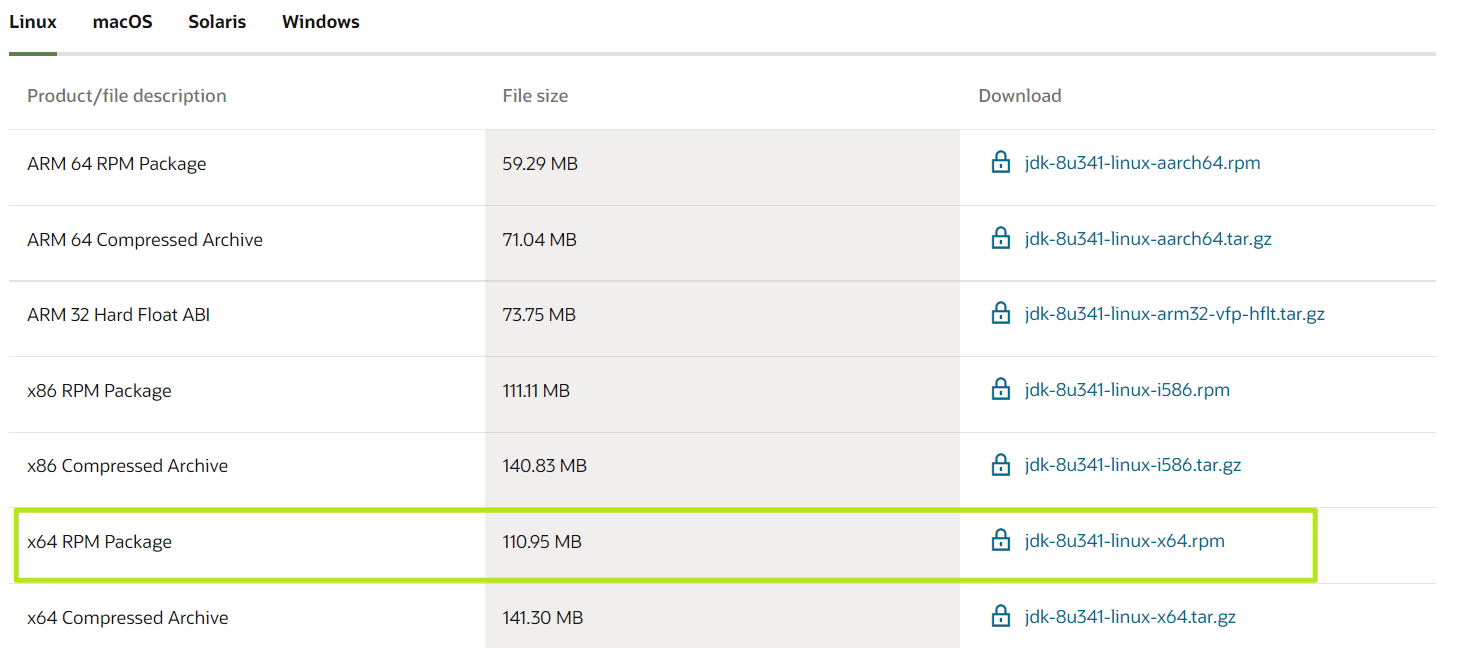 Linux macOS Solaris Windows
Product/file description File size Download
ARM 64 RPM Package 59.29 MB jdk-8u341-linux-aarch64.rpm
ARM 64 Compressed Archive 71.04 MB jdk-8u341-linux-aarch64.tar.gz
ARM 32 Hard Float ABI 73.75 MB jdk-8u341-linux-arm32-vfp-hflt.tar.gz
x86 RPM Package 111.11 MB jdk-8u341-linux-i586.rpm
x86 Compressed Archive 140.83 MB jdk-8u341-linux-i586.tar.gz
x64 RPM Package 110.95 MB jdk-8u341-linux-x64.rpm
x64 Compressed Archive 141.30 MB jdk-8u341-linux-x64.tar.gz